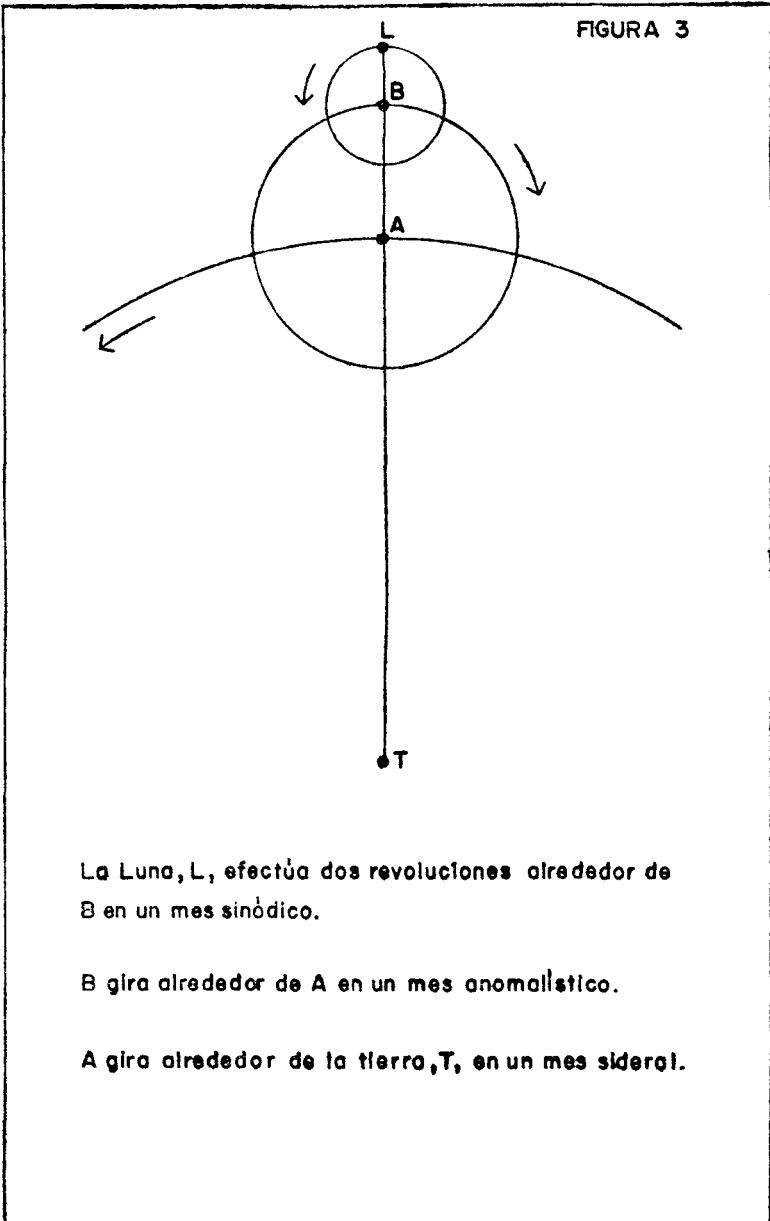 FIGURA 3
L
B
A
T
La Luna, L, efectúa dos revoluciones alrededor de
B en un mes sinódico.
B gira alrededor de A en un mes anomalístico.
A gira alrededor de la tierra, T, en un mes sideral.